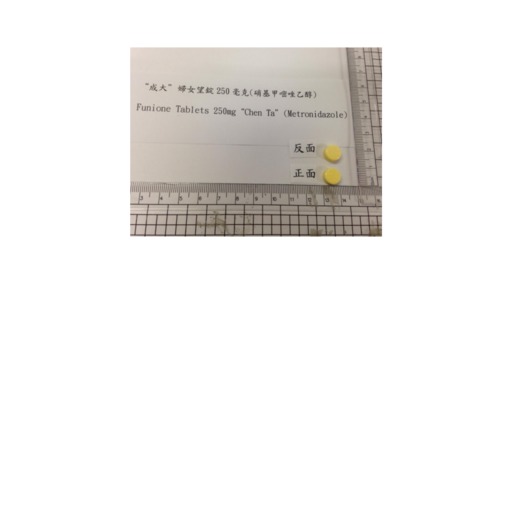 "成大" 婦女望錠 250 毫克(硝基甲嘧唑乙醇)
Funione Tablets 250mg "Chen Ta" (Metronidazole)
反面
正面
3 4 5 6 7 8 9 10 11 12 13 14 15